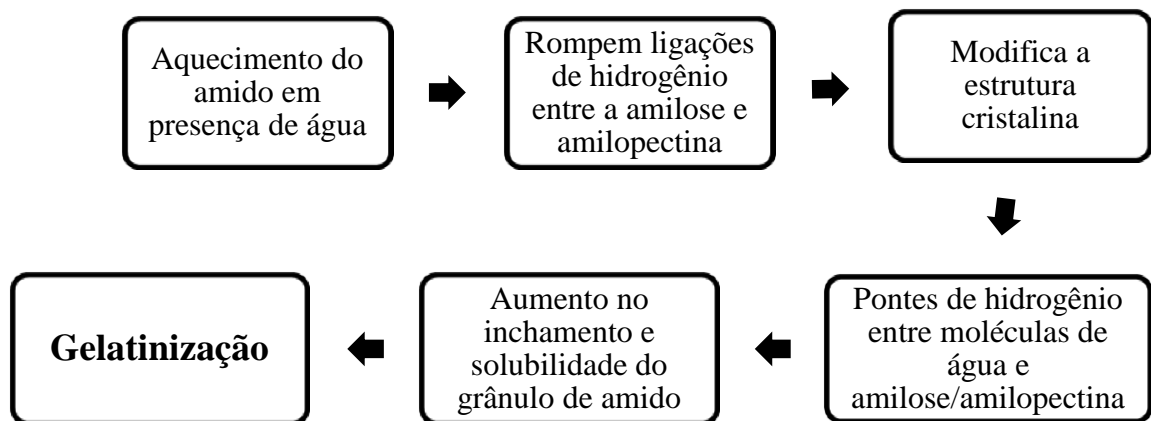 Aquecimento do
amido em
presença de água
Rompem ligações
de hidrogênio
entre a amilose e
amilopectina
Modifica a
estrutura
cristalina
Pontes de hidrogênio
entre moléculas de
água e
amilose/amilopectina
Aumento no
inchamento e
solubilidade do
grânulo de amido
Gelatinização